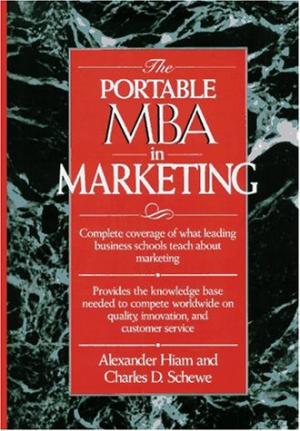 The
PORTABLE
MBA
in
MARKETING
Complete coverage of what leading
business schools teach about
marketing
Provides the knowledge base
needed to compete worldwide on
quality, innovation, and
customer service
Alexander Hiam and
Charles D. Schewe